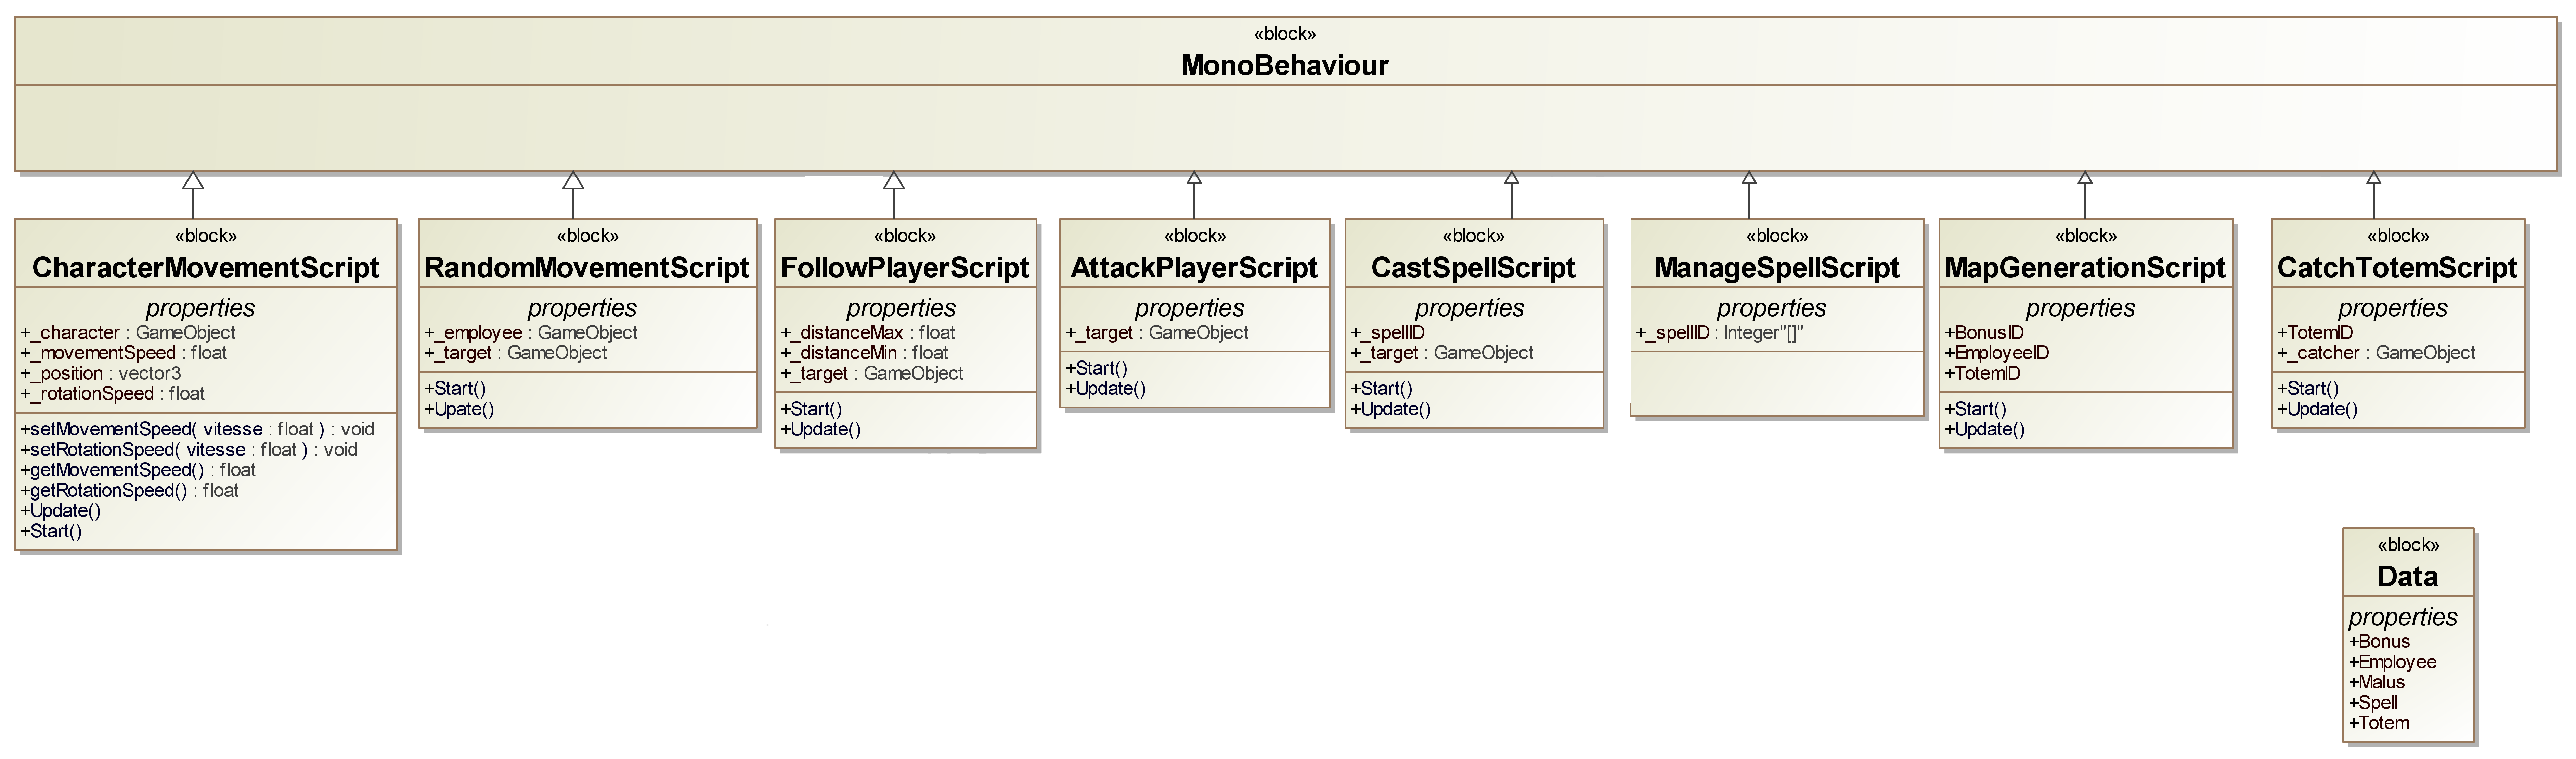 «block»
MonoBehaviour
«block»
CharacterMovementScript
properties
+_character : GameObject
+_movementSpeed : float
+_position : vector3
+_rotationSpeed : float
+setMovementSpeed( vitesse : float ) : void
+setRotationSpeed( vitesse : float ) : void
+getMovementSpeed() : float
+getRotationSpeed() : float
+Update()
+Start()
«block»
RandomMovementScript
properties
+_employee : GameObject
+_target : GameObject
+Start()
+Upate()
«block»
FollowPlayerScript
properties
+_distanceMax : float
+_distanceMin : float
+_target : GameObject
+Start()
+Update()
«block»
AttackPlayerScript
properties
+_target : GameObject
+Start()
+Update()
«block»
CastSpellScript
properties
+_spellID
+_target : GameObject
+Start()
+Update()
«block»
ManageSpellScript
properties
+_spellID : Integer"[]"
«block»
MapGenerationScript
properties
+BonusID
+EmployeeID
+TotemID
+Start()
+Update()
«block»
CatchTotemScript
properties
+TotemID
+_catcher : GameObject
+Start()
+Update()
«block»
Data
properties
+Bonus
+Employee
+Malus
+Spell
+Totem